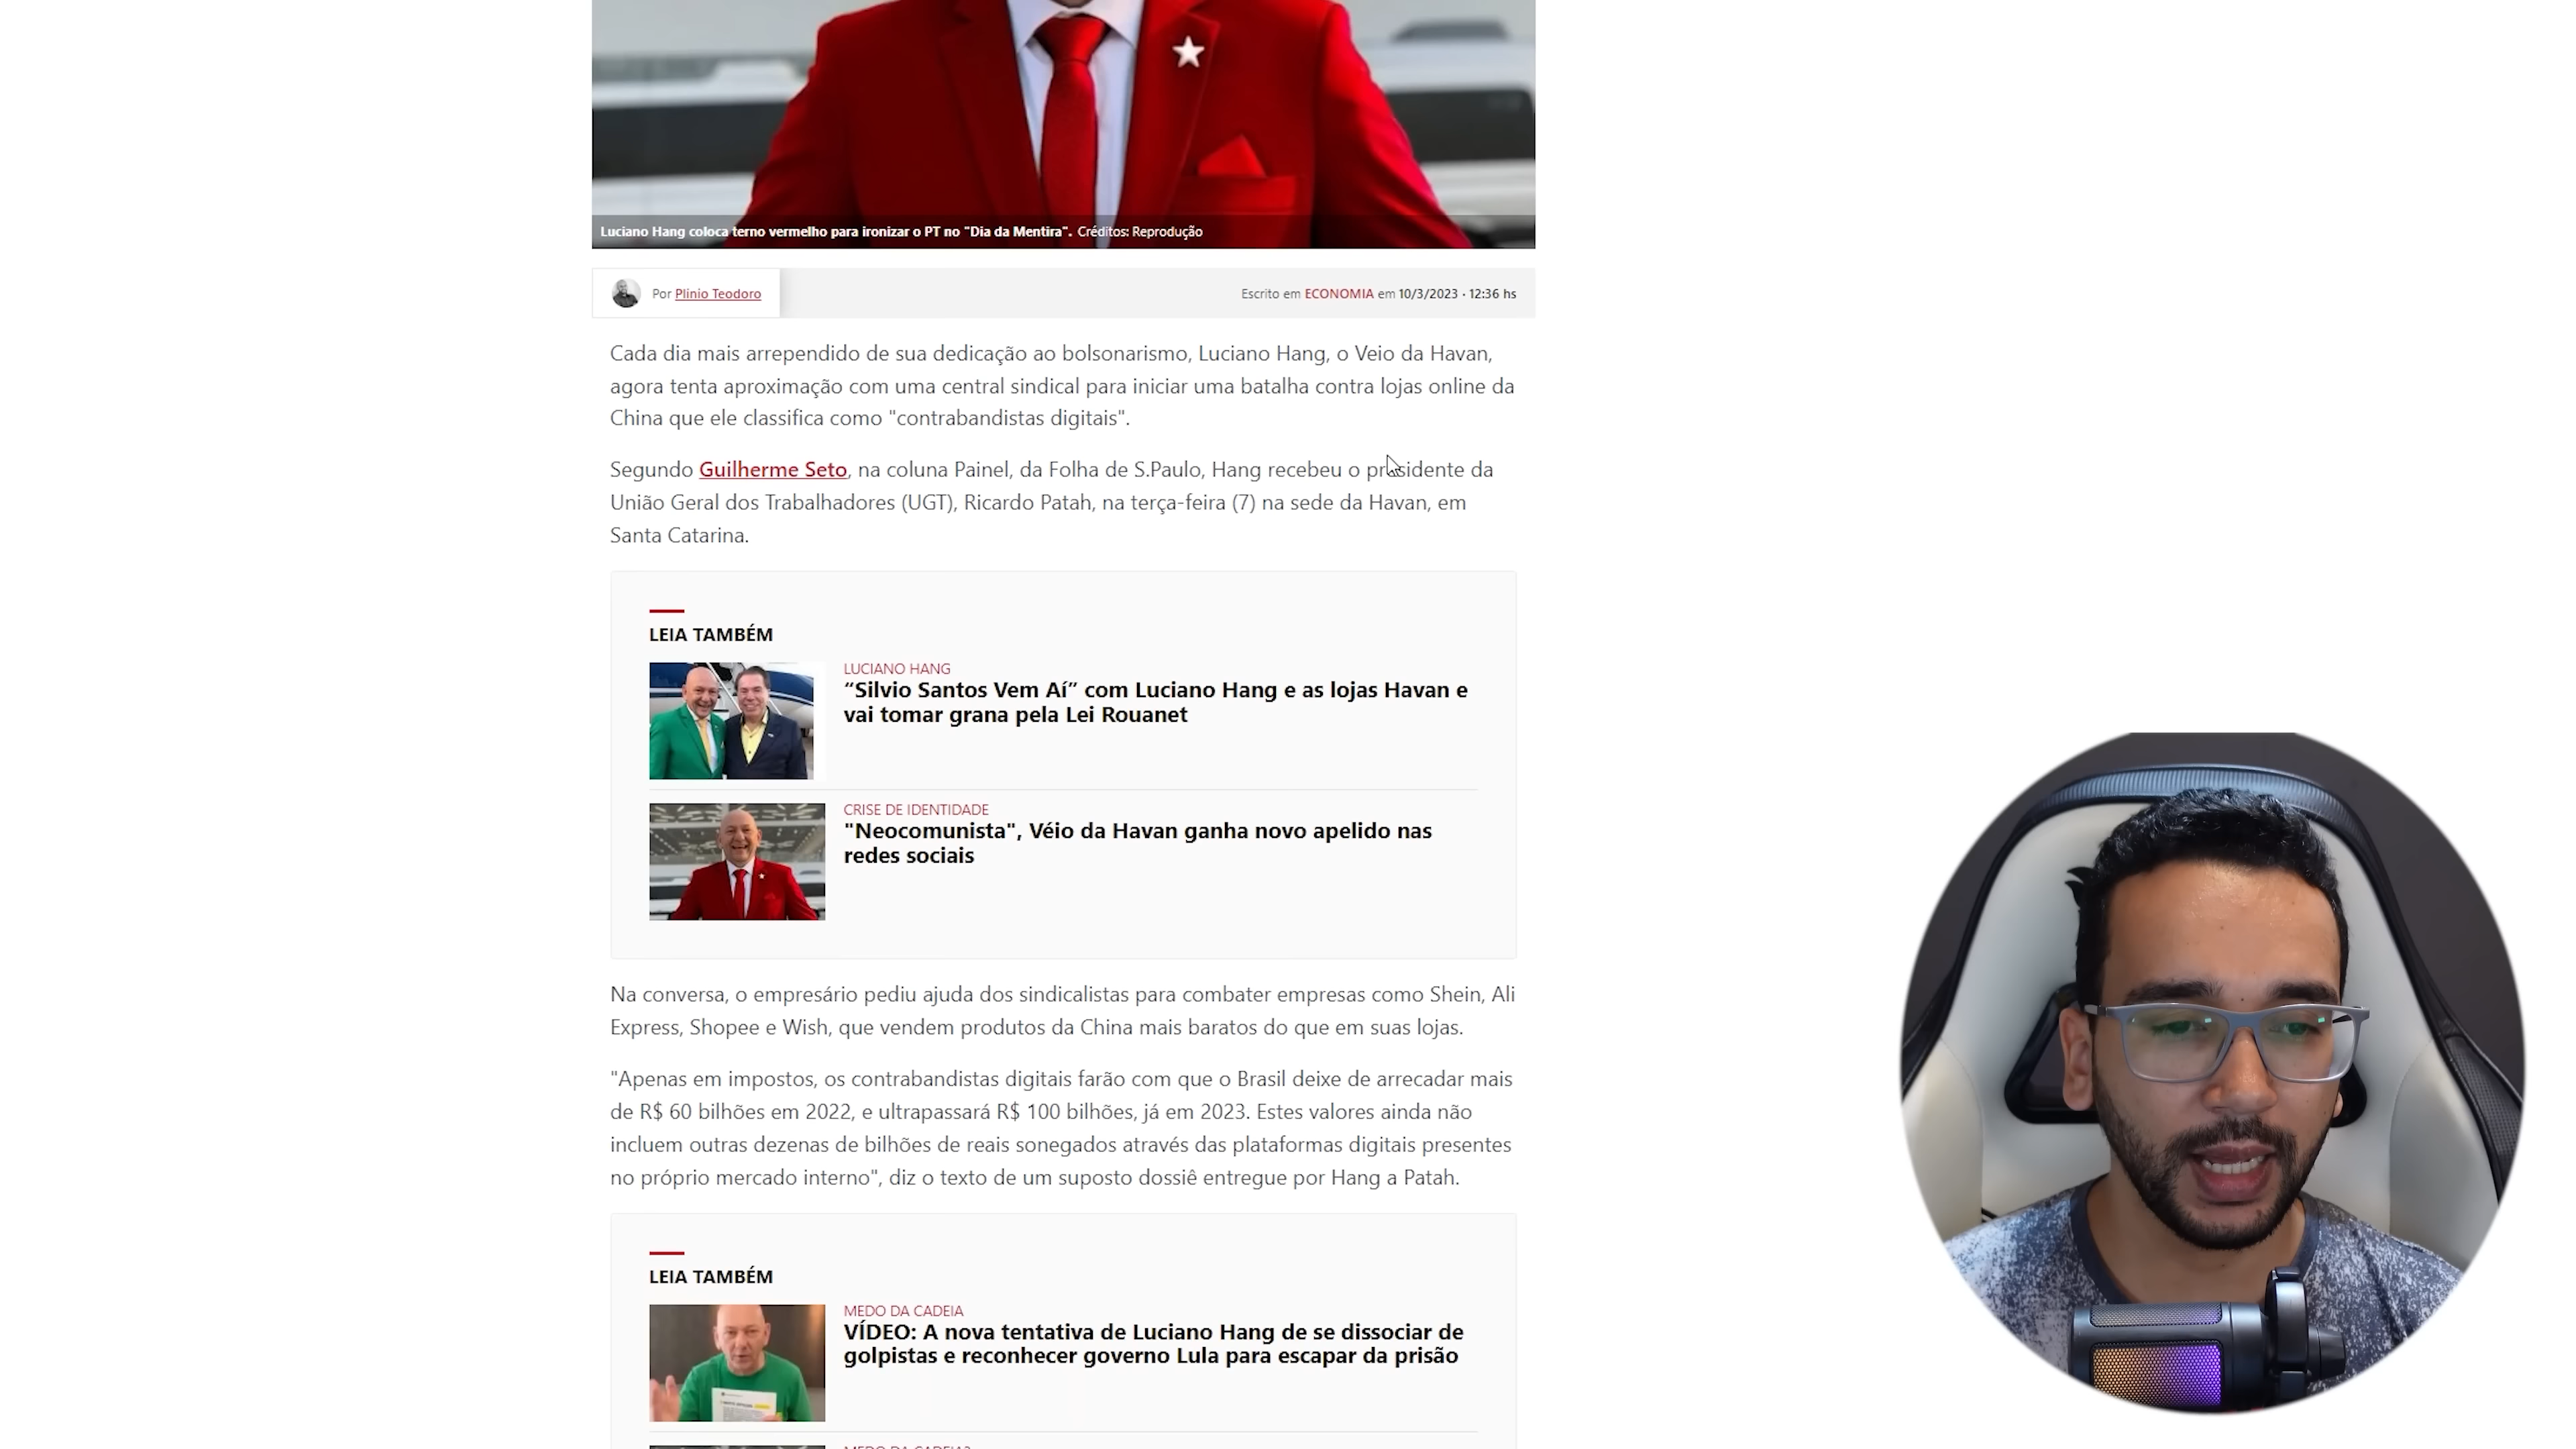 Luciano Hang coloca terno vermelho para ironizar o PT no "Dia da Mentira". Créditos: Reprodução
Por Plinio Teodoro
Escrito em ECONOMIA em 10/3/2023 · 12:36 hs
Cada dia mais arrependido de sua dedicação ao bolsonarismo, Luciano Hang, o Veio da Havan,
agora tenta aproximação com uma central sindical para iniciar uma batalha contra lojas online da
China que ele classifica como "contrabandistas digitais".
Segundo Guilherme Seto, na coluna Painel, da Folha de S.Paulo, Hang recebeu o presidente da
União Geral dos Trabalhadores (UGT), Ricardo Patah, na terça-feira (7) na sede da Havan, em
Santa Catarina.
LEIA TAMBÉM
LUCIANO HANG
“Silvio Santos Vem Aí” com Luciano Hang e as lojas Havan e
vai tomar grana pela Lei Rouanet
CRISE DE IDENTIDADE
"Neocomunista", Véio da Havan ganha novo apelido nas
redes sociais
Na conversa, o empresário pediu ajuda dos sindicalistas para combater empresas como Shein, Ali
Express, Shopee e Wish, que vendem produtos da China mais baratos do que em suas lojas.
"Apenas em impostos, os contrabandistas digitais farão com que o Brasil deixe de arrecadar mais
de R$ 60 bilhões em 2022, e ultrapassará R$ 100 bilhões, já em 2023. Estes valores ainda não
incluem outras dezenas de bilhões de reais sonegados através das plataformas digitais presentes
no próprio mercado interno", diz o texto de um suposto dossiê entregue por Hang a Patah.
LEIA TAMBÉM
MEDO DA CADEIA
VÍDEO: A nova tentativa de Luciano Hang de se dissociar de
golpistas e reconhecer governo Lula para escapar da prisão